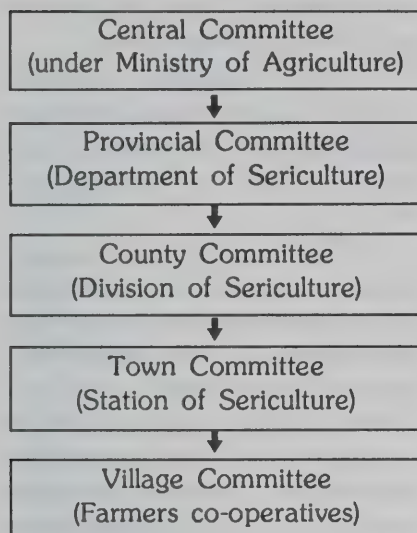 Central Committee
(under Ministry of Agriculture)
Provincial Committee
(Department of Sericulture)
County Committee
(Division of Sericulture)
Town Committee
(Station of Sericulture)
Village Committee
(Farmers co-operatives)